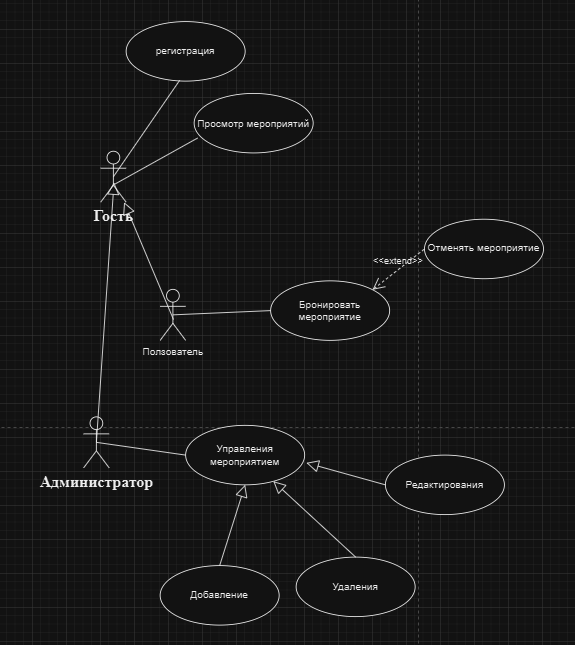 регистрация
Просмотр мероприятий
Гость
Отменять мероприятие
<<extend>>
Бронировать
мероприятие
Ползователь
Управления
мероприятием
Администратор
Редактирования
Удаления
Добавление